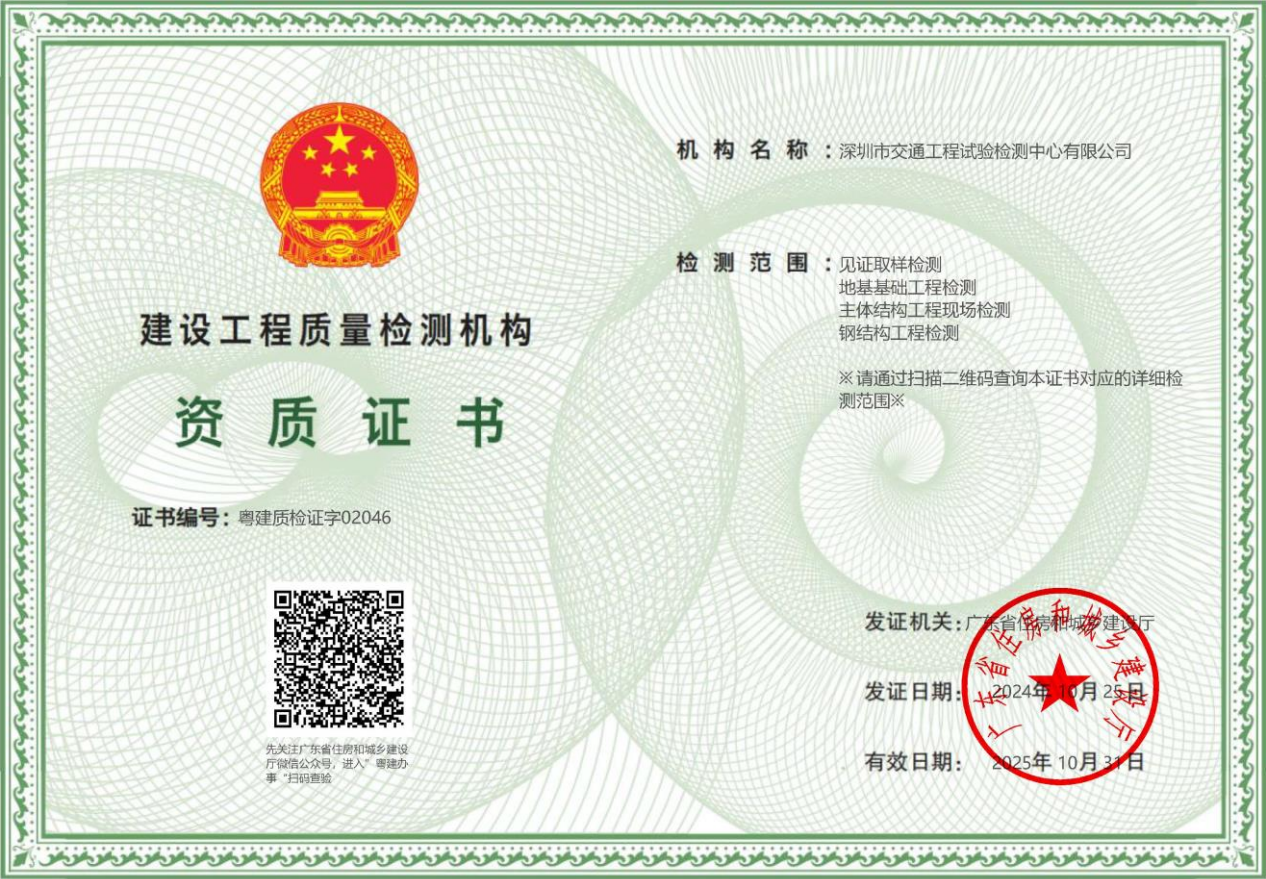 建设工程质量检测机构
资质证书
证书编号：粤建质检证字02046
先关注广东省住房和城乡建设
厅微信公众号，进入”粤建办
事“扫码查验
机构名称：深圳市交通工程试验检测中心有限公司
检测范围：见证取样检测
地基基础工程检测
主体结构工程现场检测
钢结构工程检测
※请通过扫描二维码查询本证书对应的详细检
测范围※
发证机关：广东省住房和城乡建设厅
发证日期：2024年10月25日
有效日期：2025年10月31日
广东省住房和城乡建设厅